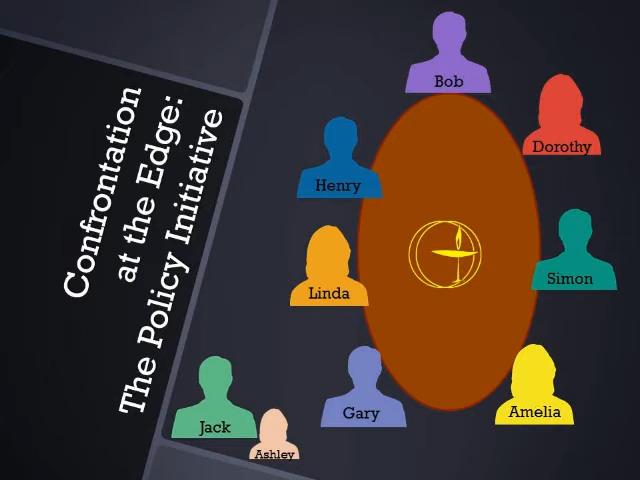 Confrontation
at the Edge:
The Policy Initiative
Bob
Dorothy
Henry
Simon
Linda
Gary
Amelia
Jack
Ashley